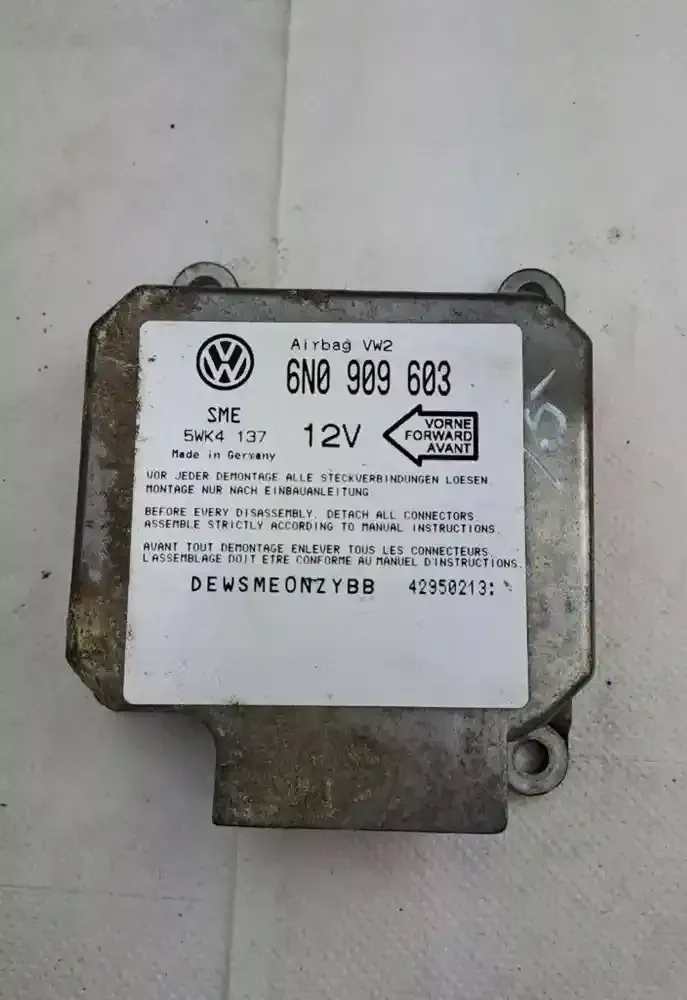 Airbag VW2
6N0 909 603
SME
5WK4 137
Made in Germany
12V
VORNE
FORWARD
AVANT
VOR JEDER DEMONTAGE ALLE STECKVERBINDUNGEN LOESEN.
MONTAGE NUR NACH EINBAUANLEITUNG
BEFORE EVERY DISASSEMBLY, DETACH ALL CONNECTORS
ASSEMBLE STRICTLY ACCORDING TO MANUAL INSTRUCTIONS.
AVANT TOUT DEMONTAGE ENLEVER TOUS LES CONNECTEURS.
L'ASSEMBLAGE DOIT ETRE CONFORME AU MANUEL D'INSTRUCTIONS.
DEWSMEONZYBB 42950213: